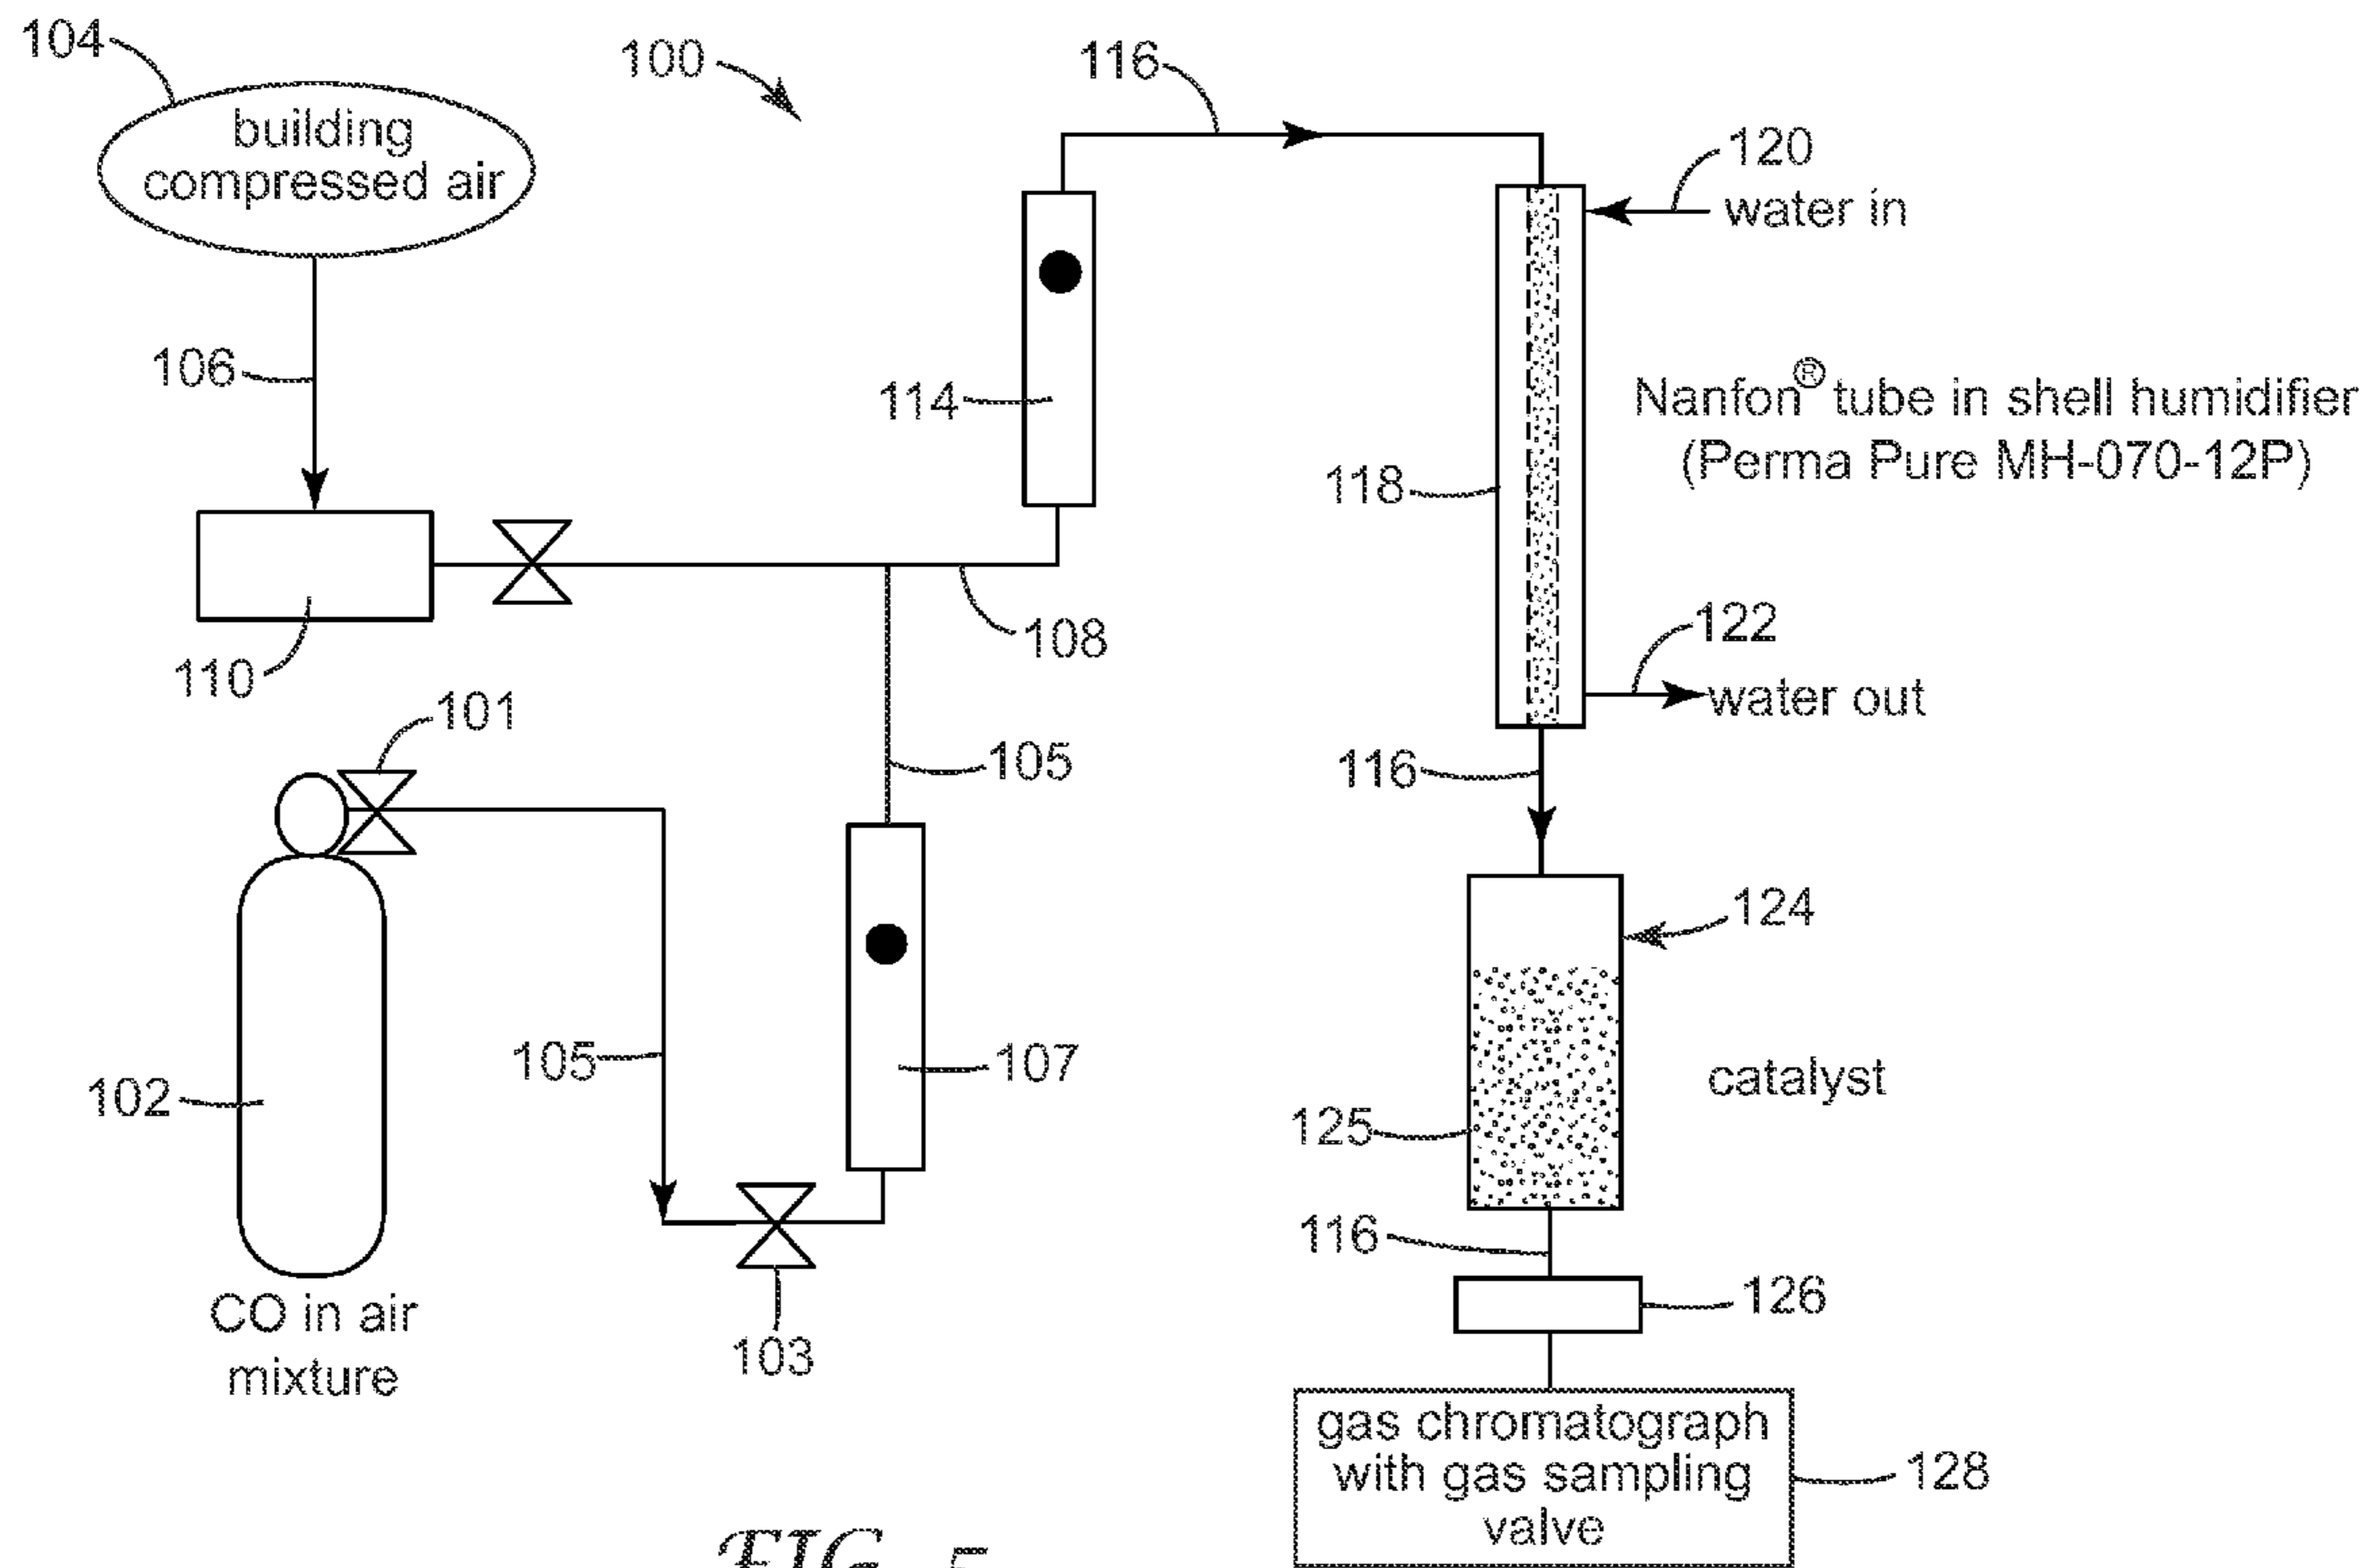 104
building
compressed air
100
116
120
water in
106
114
Nanfon® tube in shell humidifier
(Perma Pure MH-070-12P)
118
108
110
122
water out
101
105
116
124
102
105
107
catalyst
125
116
126
CO in air
mixture
103
gas chromatograph
with gas sampling
valve
128
FIG. 5